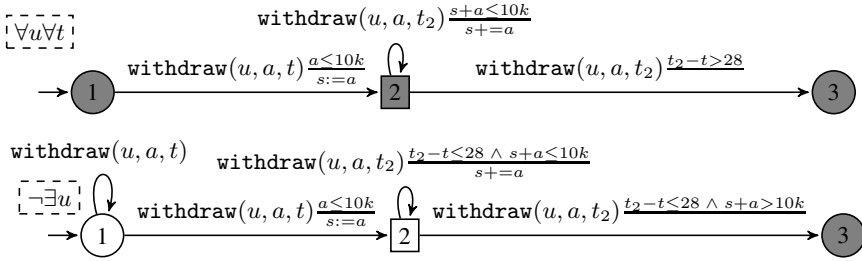 withdraw(u, a, t₂) s+a≤10k / s+=a
∀u∀t
withdraw(u, a, t) a≤10k / s:=a
withdraw(u, a, t₂) t₂−t>28
1
2
3
withdraw(u, a, t)
withdraw(u, a, t₂) t₂−t≤28 ∧ s+a≤10k / s+=a
¬∃u
withdraw(u, a, t) a≤10k / s:=a
withdraw(u, a, t₂) t₂−t≤28 ∧ s+a>10k
1
2
3